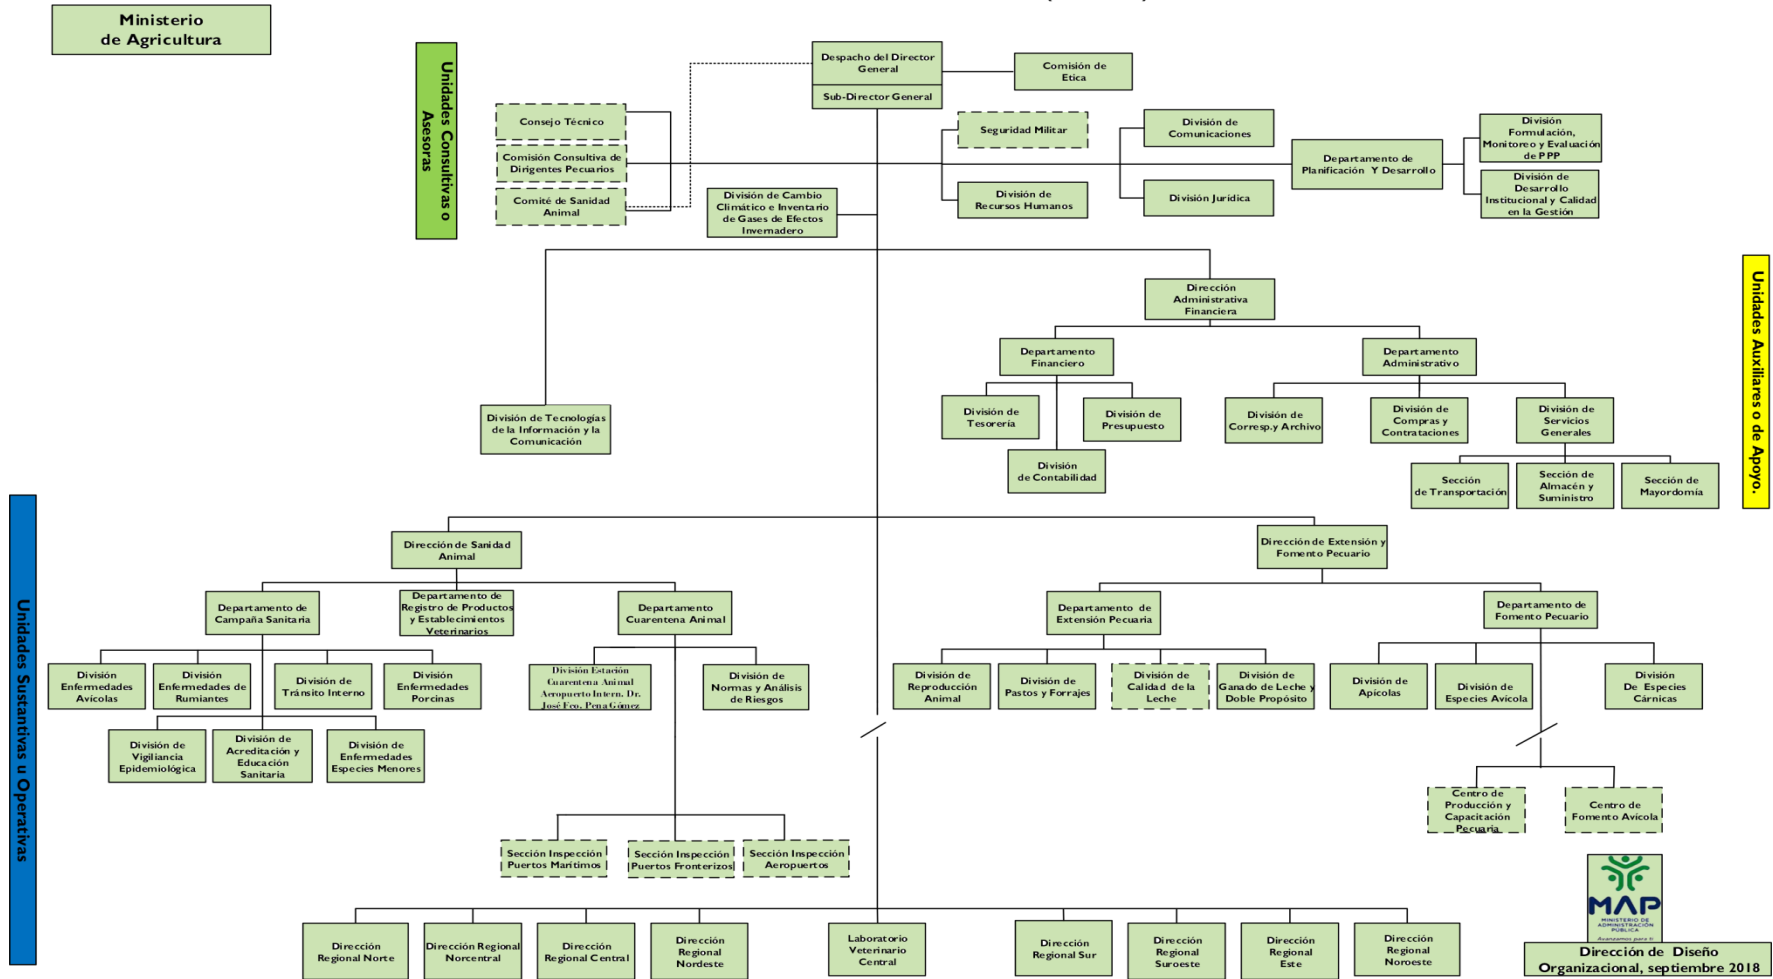 Ministerio
de Agricultura
Unidades Consultivas o
Asesoras
Despacho del Director
General
Sub-Director General
Comisión de
Etica
Consejo Técnico
Comisión Consultiva de
Dirigentes Pecuarios
Comité de Sanidad
Animal
Seguridad Militar
División de
Comunicaciones
División
Formulación,
Monitoreo y Evaluación
de PPP
Departamento de
Planificación Y Desarrollo
División de
Desarrollo
Institucional y Calidad
en la Gestión
División de Cambio
Climático e Inventario
de Gases de Efectos
Invernadero
División de
Recursos Humanos
División Jurídica
Unidades Auxiliares o de Apoyo.
Dirección
Administrativa
Financiera
Departamento
Financiero
Departamento
Administrativo
División de Tecnologías
de la Información y la
Comunicación
División de
Tesorería
División de
Presupuesto
División
de Contabilidad
División de
Corresp.y Archivo
División de
Compras y
Contrataciones
División de
Servicios
Generales
Sección
de Transportación
Sección de
Almacén y
Suministro
Sección de
Mayordomía
Unidades Sustantivas u Operativas
Dirección de Sanidad
Animal
Dirección de Extensión y
Fomento Pecuario
Departamento de
Campaña Sanitaria
Departamento de
Registro de Productos
y Establecimientos
Veterinarios
Departamento
Cuarentena Animal
Departamento de
Extensión Pecuaria
Departamento de
Fomento Pecuario
División
Enfermedades
Avícolas
División
Enfermedades de
Rumiantes
División de
Tránsito Interno
División
Enfermedades
Porcinas
División Estación
Cuarentena Animal
Aeropuerto Intern. Dr.
José Fco. Pena Gómez
División de
Normas y Análisis
de Riesgos
División de
Reproducción
Animal
División de
Pastos y Forrajes
División de
Calidad de la
Leche
División de
Ganado de Leche y
Doble Propósito
División de
Apícolas
División de
Especies Avícola
División
De Especies
Cárnicas
División de
Vigiliancia
Epidemiológica
División de
Acreditación y
Educación
Sanitaria
División de
Enfermedades
Especies Menores
Centro de
Producción y
Capacitación
Pecuaria
Centro de
Fomento Avícola
Sección Inspección
Puertos Marítimos
Sección Inspección
Puertos Fronterizos
Sección Inspección
Aeropuertos
Dirección
Regional Norte
Dirección Regional
Norcentral
Dirección
Regional Central
Dirección
Regional
Nordeste
Laboratorio
Veterinario
Central
Dirección
Regional Sur
Dirección
Regional
Suroeste
Dirección
Regional
Este
Dirección
Regional
Noroeste
MAP
MINISTERIO DE
ADMINISTRACIÓN
PÚBLICA
Avanzamos para ti
Dirección de Diseño
Organizacional, septiembre 2018